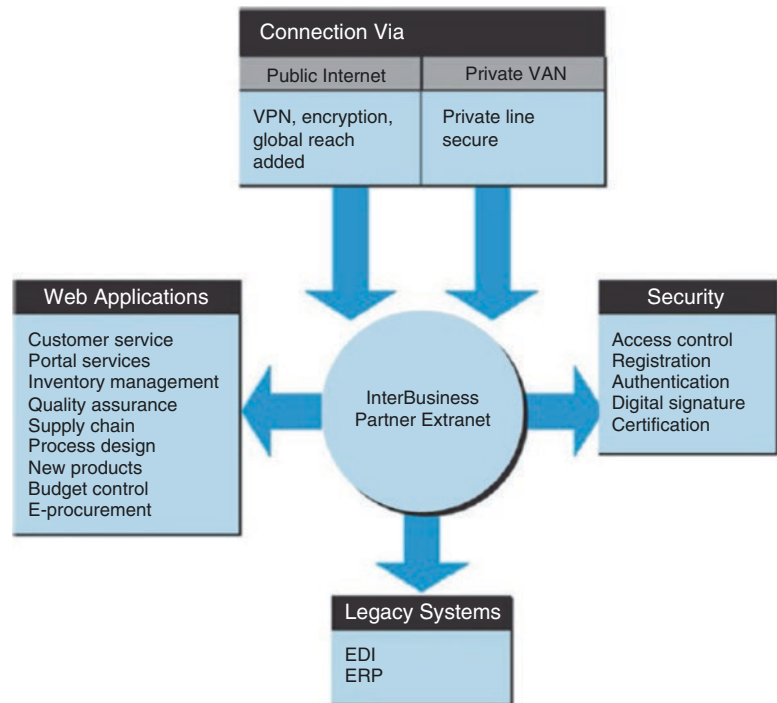 Connection Via
Public Internet
Private VAN
VPN, encryption,
global reach
added
Private line
secure
Web Applications
Customer service
Portal services
Inventory management
Quality assurance
Supply chain
Process design
New products
Budget control
E-procurement
InterBusiness
Partner Extranet
Security
Access control
Registration
Authentication
Digital signature
Certification
Legacy Systems
EDI
ERP